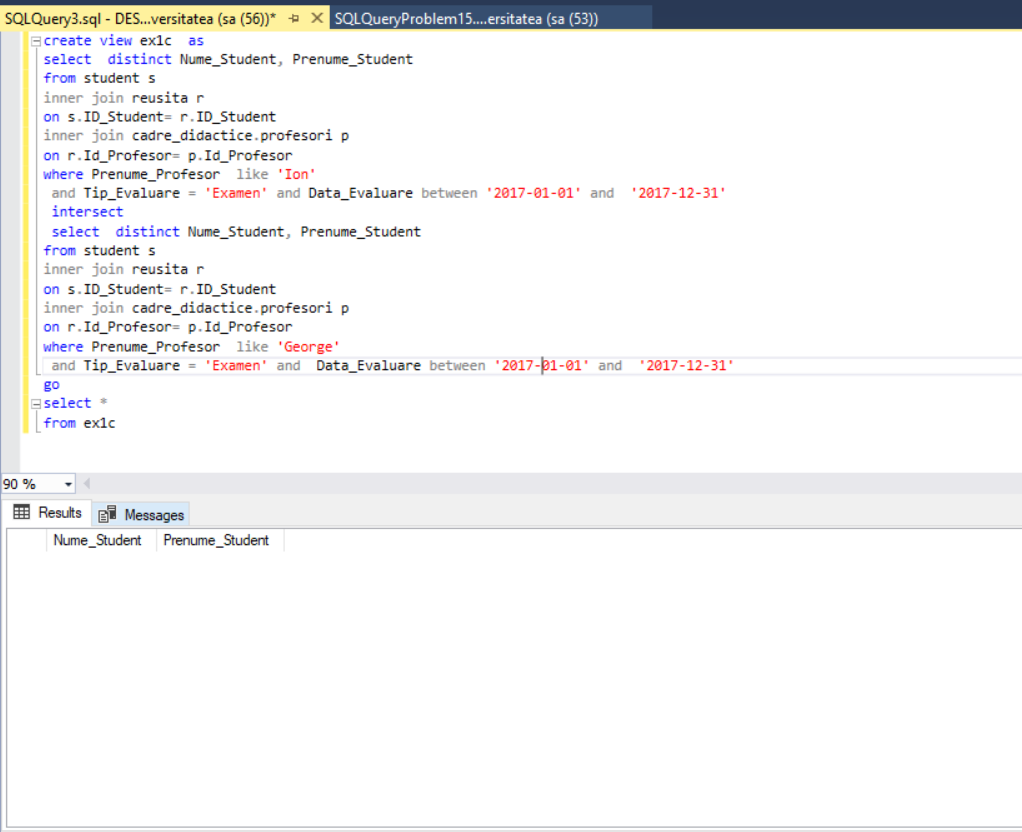 SQLQuery3.sql - DES...versitatea (sa (56))* SQLQueryProblem15....ersitatea (sa (53))
create view ex1c as
select distinct Nume_Student, Prenume_Student
from student s
inner join reusita r
on s.ID_Student= r.ID_Student
inner join cadre_didactice.profesori p
on r.Id_Profesor= p.Id_Profesor
where Prenume_Profesor like 'Ion'
and Tip_Evaluare = 'Examen' and Data_Evaluare between '2017-01-01' and '2017-12-31'
intersect
select distinct Nume_Student, Prenume_Student
from student s
inner join reusita r
on s.ID_Student= r.ID_Student
inner join cadre_didactice.profesori p
on r.Id_Profesor= p.Id_Profesor
where Prenume_Profesor like 'George'
and Tip_Evaluare = 'Examen' and Data_Evaluare between '2017-01-01' and '2017-12-31'
go
select *
from ex1c
90 %
Results Messages
Nume_Student Prenume_Student